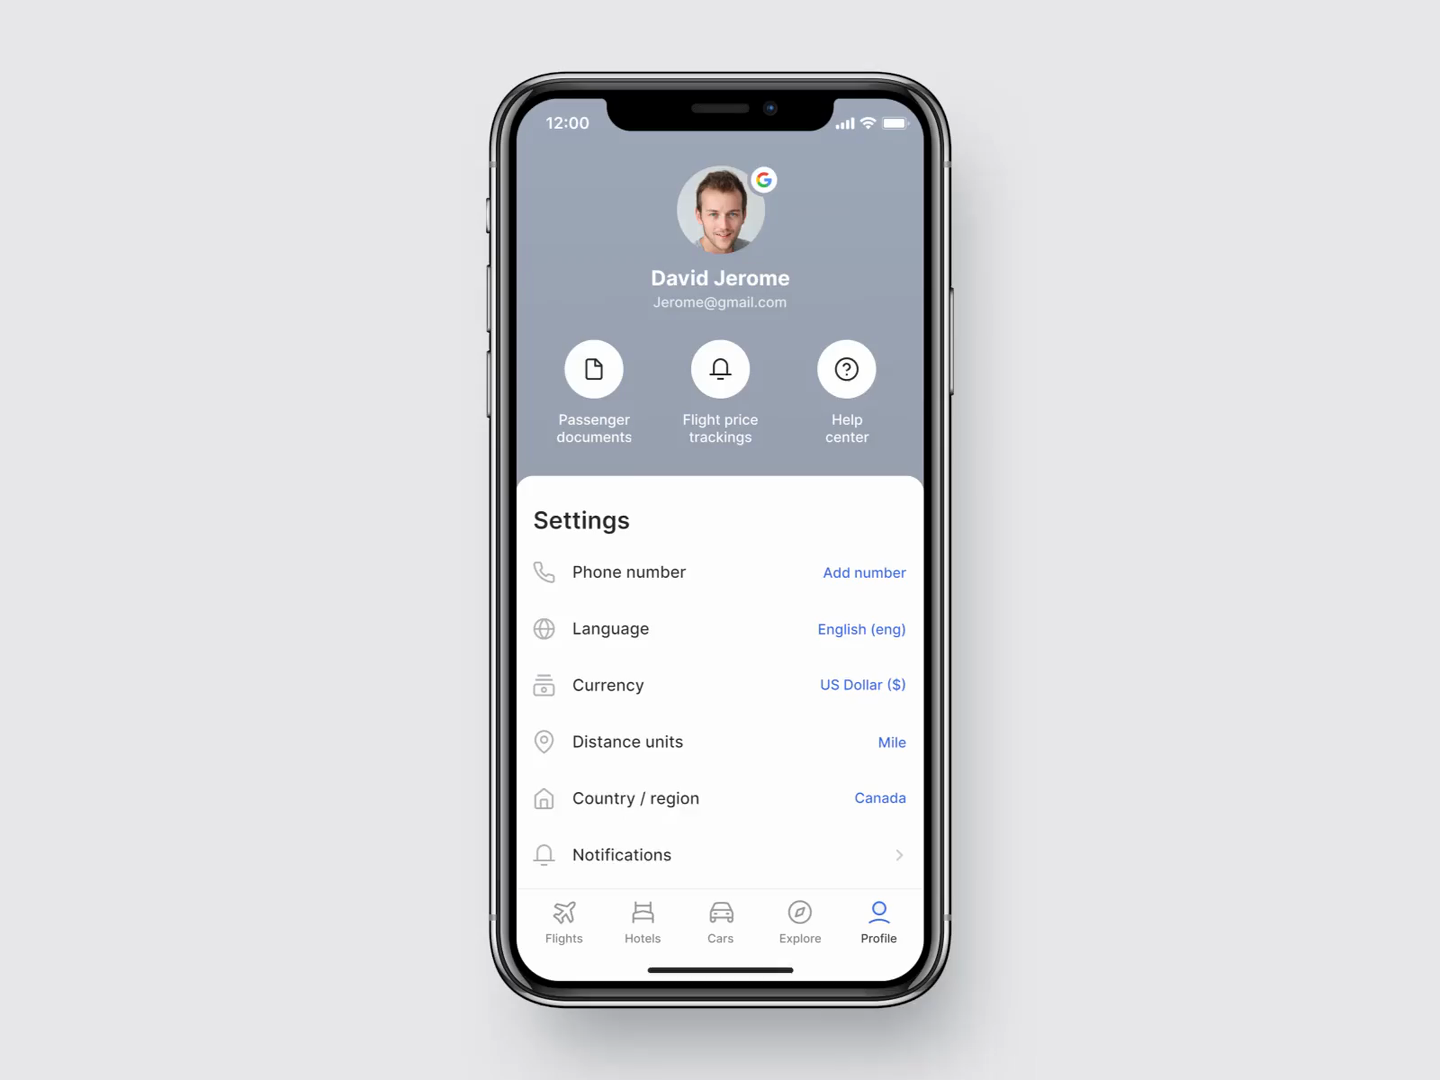 12:00
David Jerome
Jerome@gmail.com
Passenger
documents
Flight price
trackings
Help
center
Settings
Phone number
Add number
Language
English (eng)
Currency
US Dollar ($)
Distance units
Mile
Country / region
Canada
Notifications
Flights
Hotels
Cars
Explore
Profile